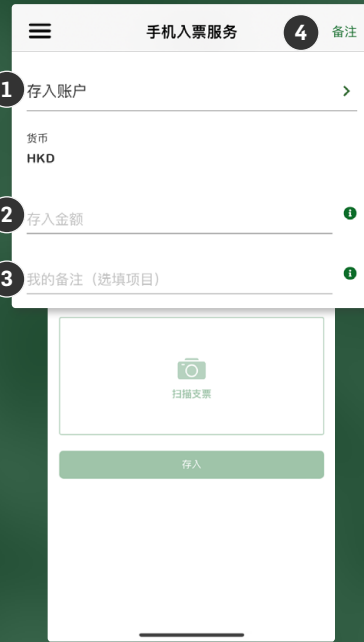 手机入票服务
4
备注
1
存入账户
货币
HKD
2
存入金额
3
我的备注（选填项目）
扫描支票
存入